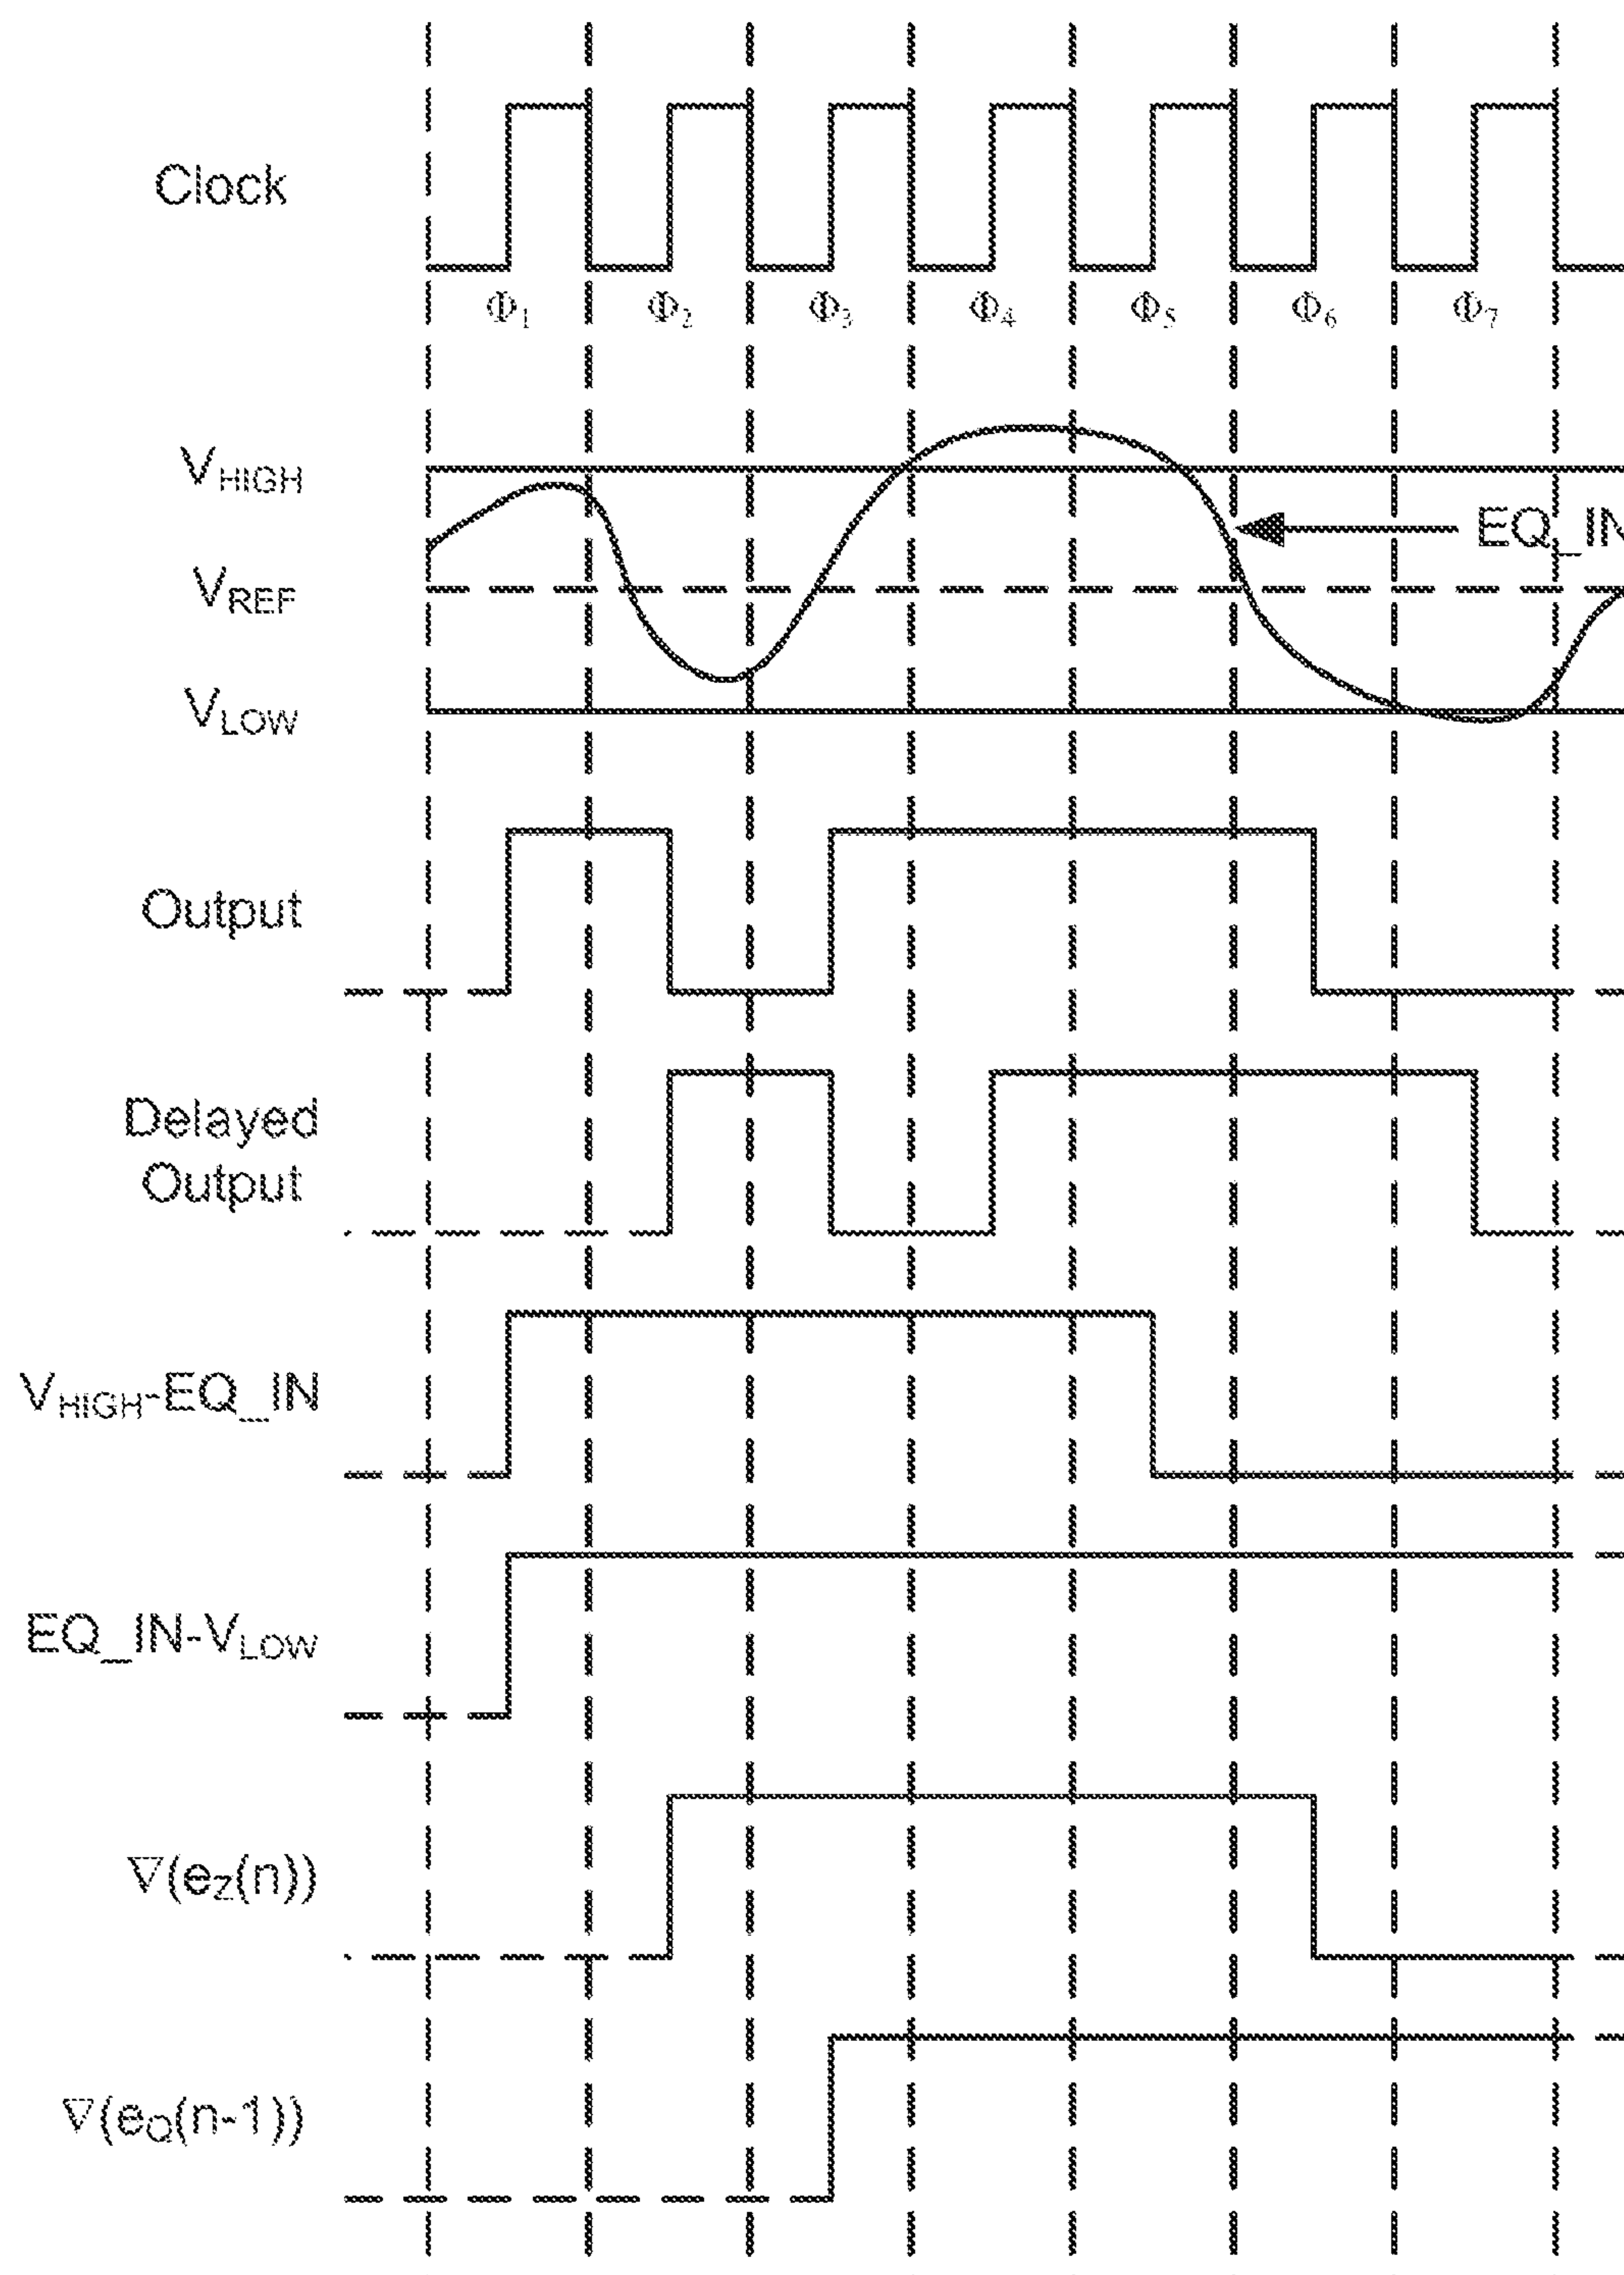 Clock
Φ1 Φ2 Φ3 Φ4 Φ5 Φ6 Φ7
VHIGH
EQ_IN
VREF
VLOW
Output
Delayed
Output
VHIGH-EQ_IN
EQ_IN-VLOW
∇(eZ(n))
∇(eQ(n-1))